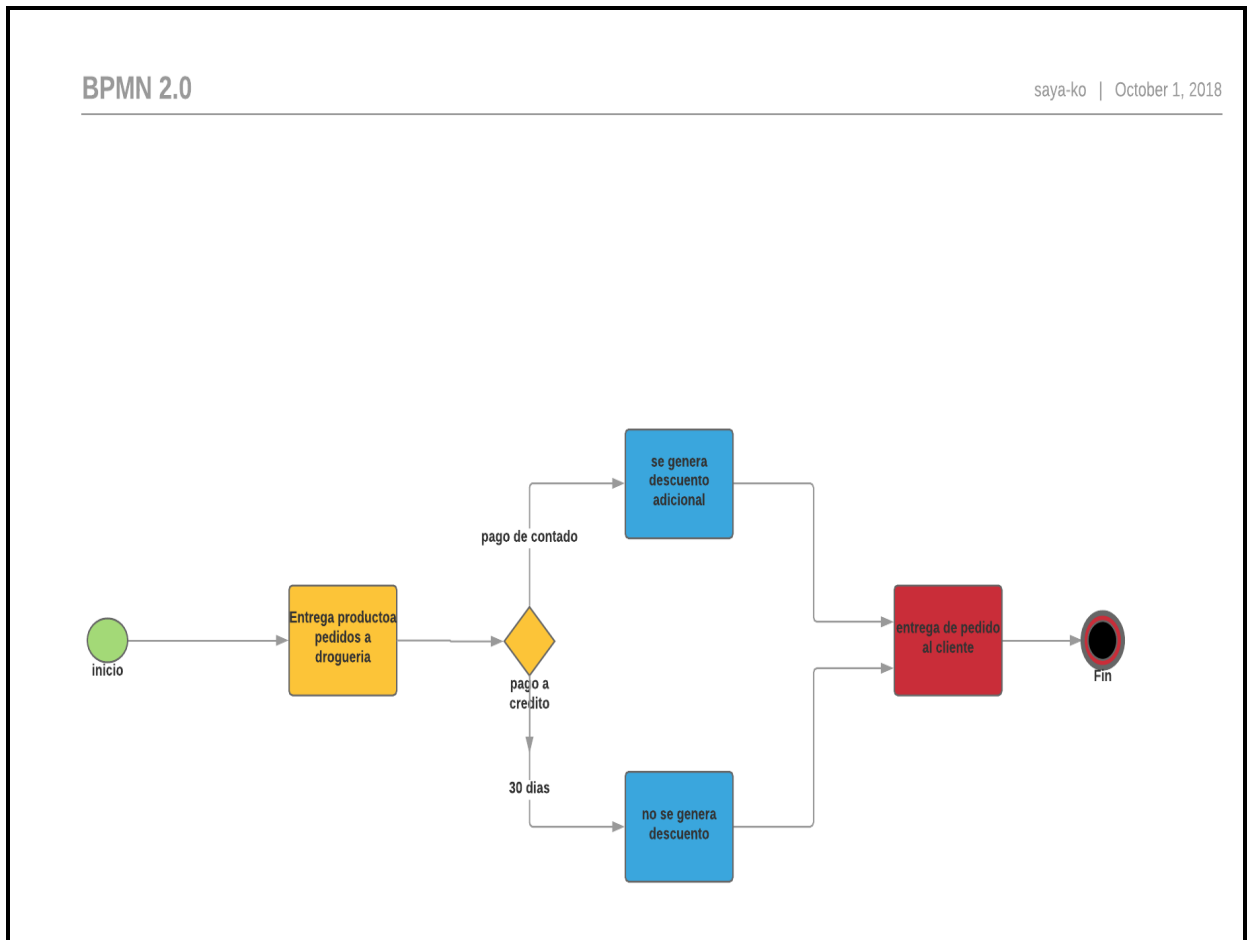 BPMN 2.0
saya-ko | October 1, 2018
se genera
descuento
adicional
pago de contado
Entrega productoa
pedidos a
drogueria
inicio
pago a
credito
30 dias
no se genera
descuento
entrega de pedido
al cliente
Fin